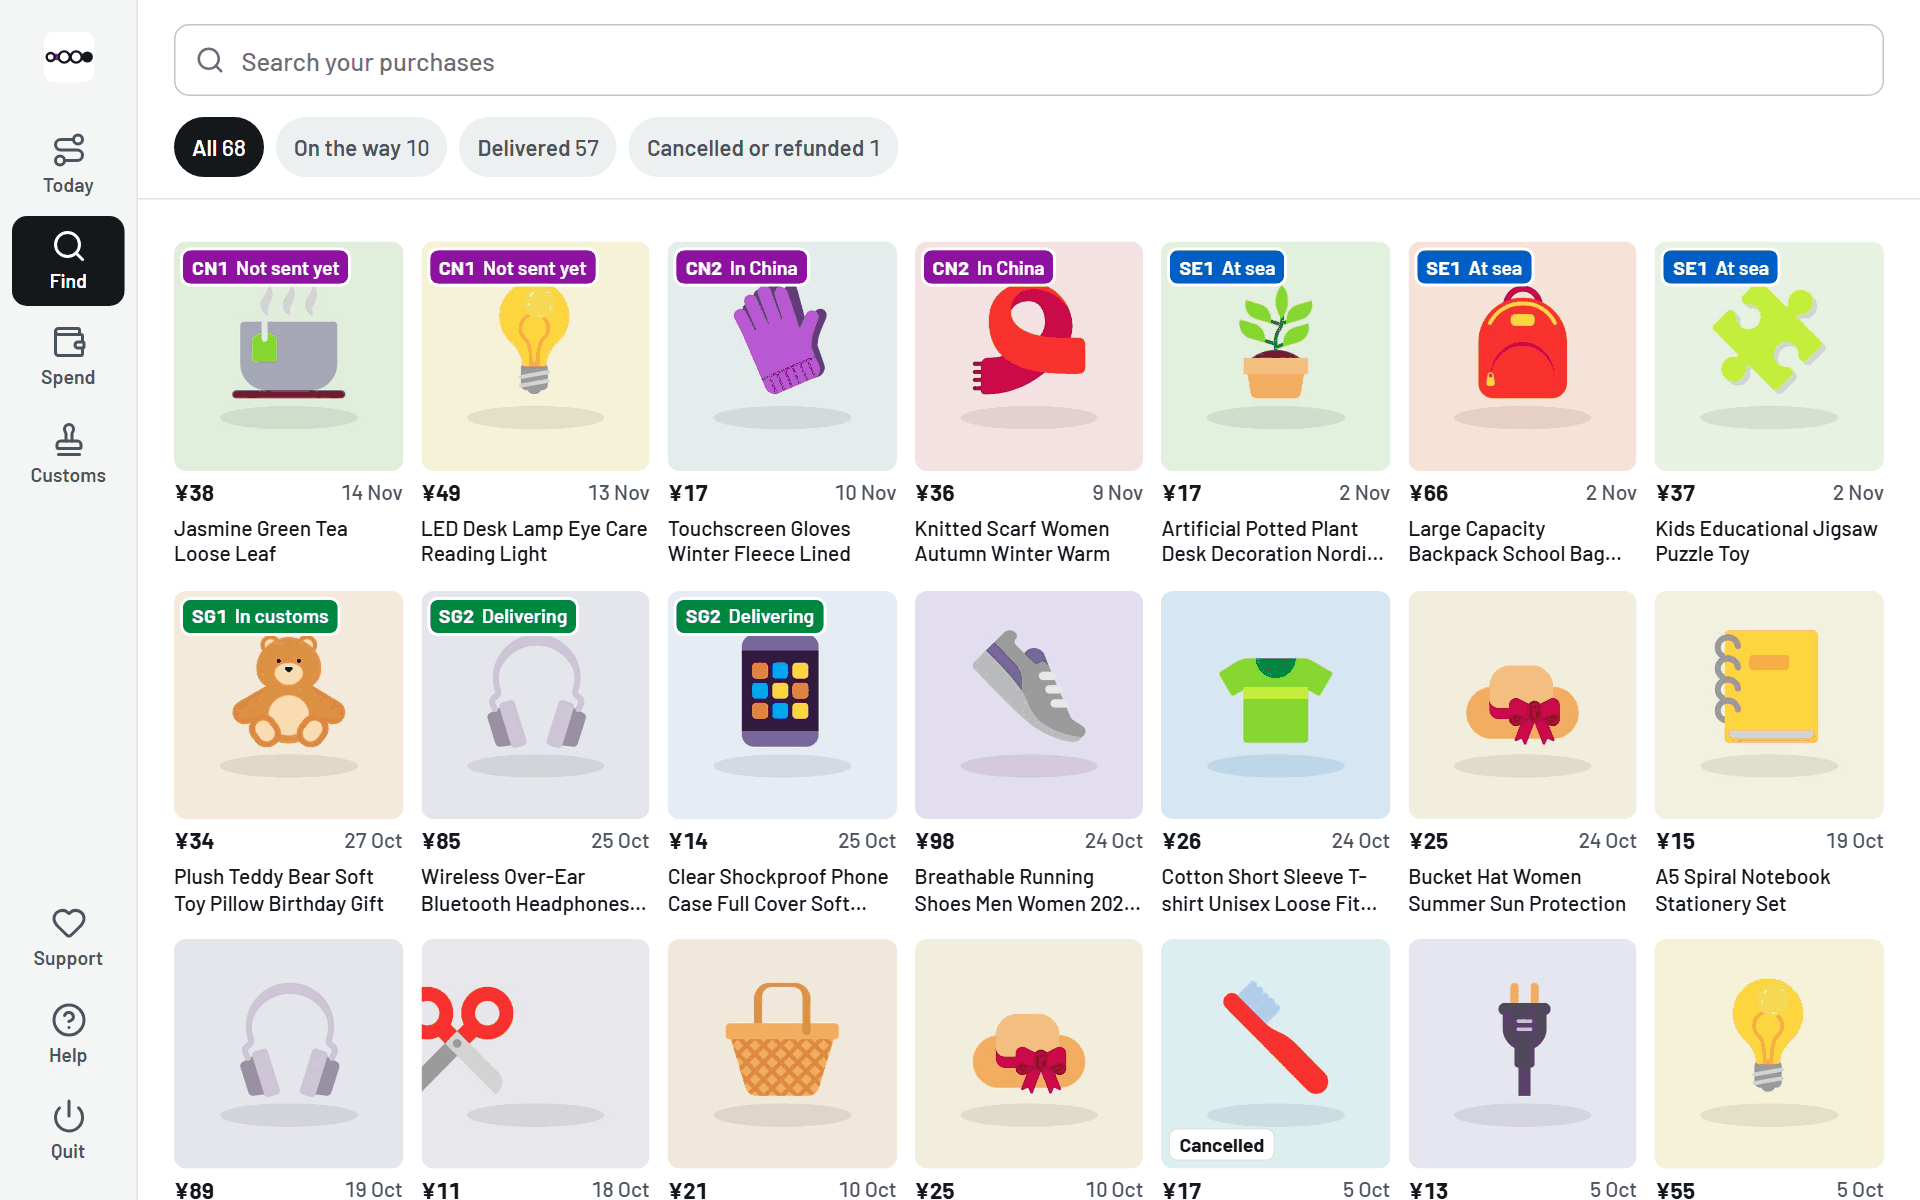 Search your purchases
All 68
On the way 10
Delivered 57
Cancelled or refunded 1
Today
Find
Spend
Customs
Support
Help
Quit
CN1 Not sent yet
¥38 14 Nov
Jasmine Green Tea
Loose Leaf
CN1 Not sent yet
¥49 13 Nov
LED Desk Lamp Eye Care
Reading Light
CN2 In China
¥17 10 Nov
Touchscreen Gloves
Winter Fleece Lined
CN2 In China
¥36 9 Nov
Knitted Scarf Women
Autumn Winter Warm
SE1 At sea
¥17 2 Nov
Artificial Potted Plant
Desk Decoration Nordi...
SE1 At sea
¥66 2 Nov
Large Capacity
Backpack School Bag...
SE1 At sea
¥37 2 Nov
Kids Educational Jigsaw
Puzzle Toy
SG1 In customs
¥34 27 Oct
Plush Teddy Bear Soft
Toy Pillow Birthday Gift
SG2 Delivering
¥85 25 Oct
Wireless Over-Ear
Bluetooth Headphones...
SG2 Delivering
¥14 25 Oct
Clear Shockproof Phone
Case Full Cover Soft...
¥98 24 Oct
Breathable Running
Shoes Men Women 202...
¥26 24 Oct
Cotton Short Sleeve T-
shirt Unisex Loose Fit...
¥25 24 Oct
Bucket Hat Women
Summer Sun Protection
¥15 19 Oct
A5 Spiral Notebook
Stationery Set
¥89 19 Oct
¥11 18 Oct
¥21 10 Oct
¥25 10 Oct
Cancelled
¥17 5 Oct
¥13 5 Oct
¥55 5 Oct